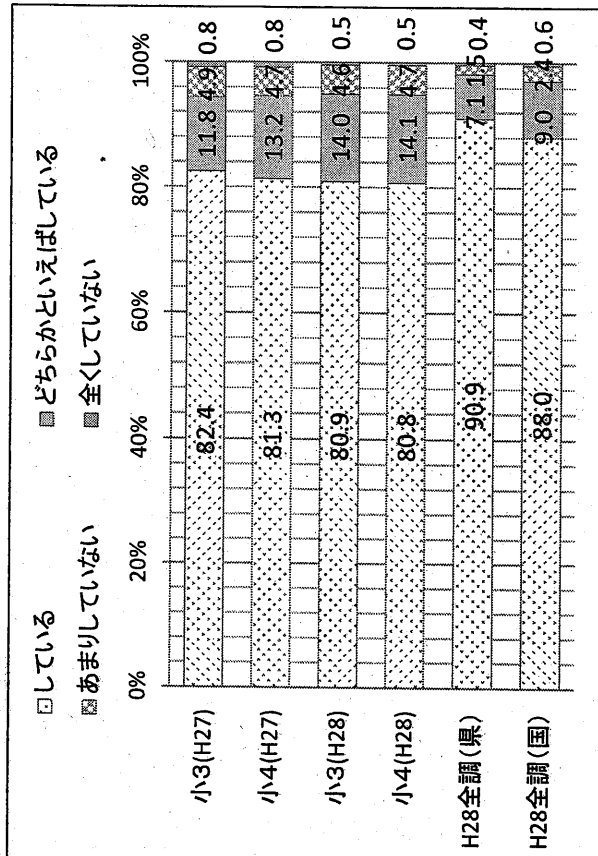 □している ■どちらかといえばしている
▩あまりしていない ■全くしていない
0% 20% 40% 60% 80% 100%
小3(H27) 82.4 11.8 4.9 0.8
小4(H27) 81.3 13.2 4.7 0.8
小3(H28) 80.9 14.0 4.6 0.5
小4(H28) 80.8 14.1 4.7 0.5
H28全調(県) 90.9 7.1 1.5 0.4
H28全調(国) 88.0 9.0 2.4 0.6